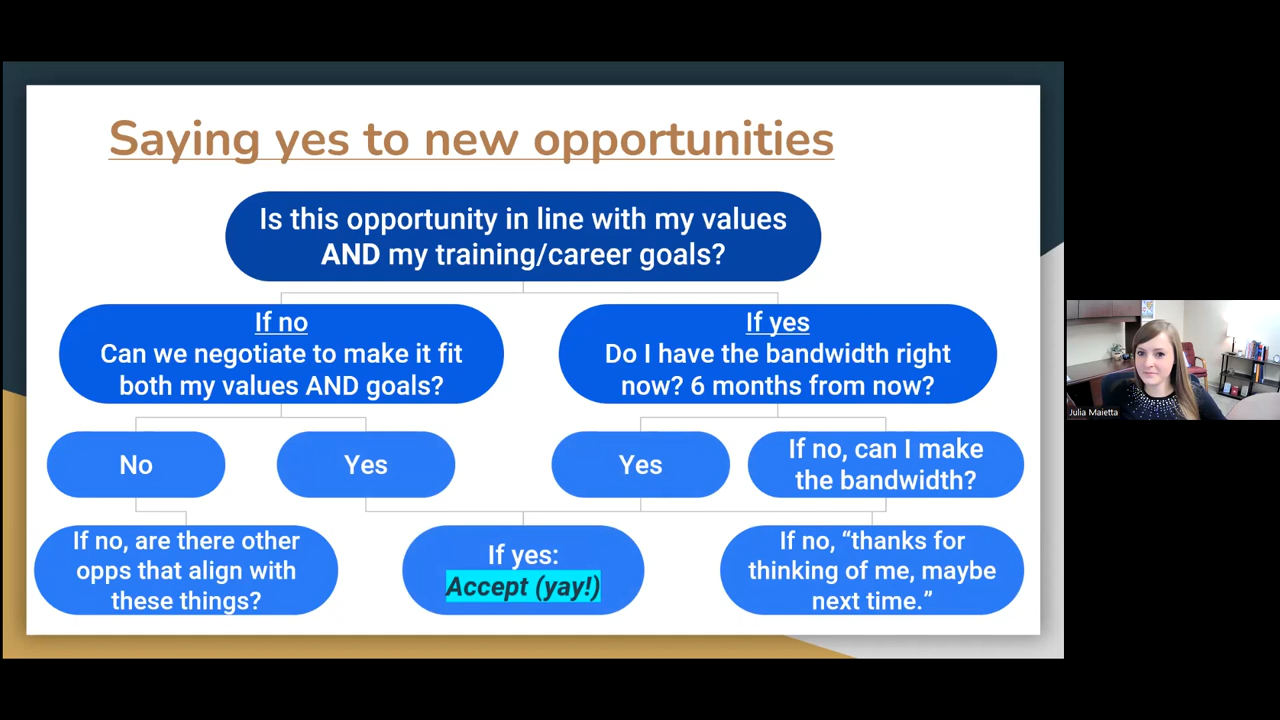 Saying yes to new opportunities
Is this opportunity in line with my values
AND my training/career goals?
If no
Can we negotiate to make it fit
both my values AND goals?
If yes
Do I have the bandwidth right
now? 6 months from now?
No
Yes
Yes
If no, can I make
the bandwidth?
If no, are there other
opps that align with
these things?
If yes:
Accept (yay!)
If no, “thanks for
thinking of me, maybe
next time.”
Julia Maietta